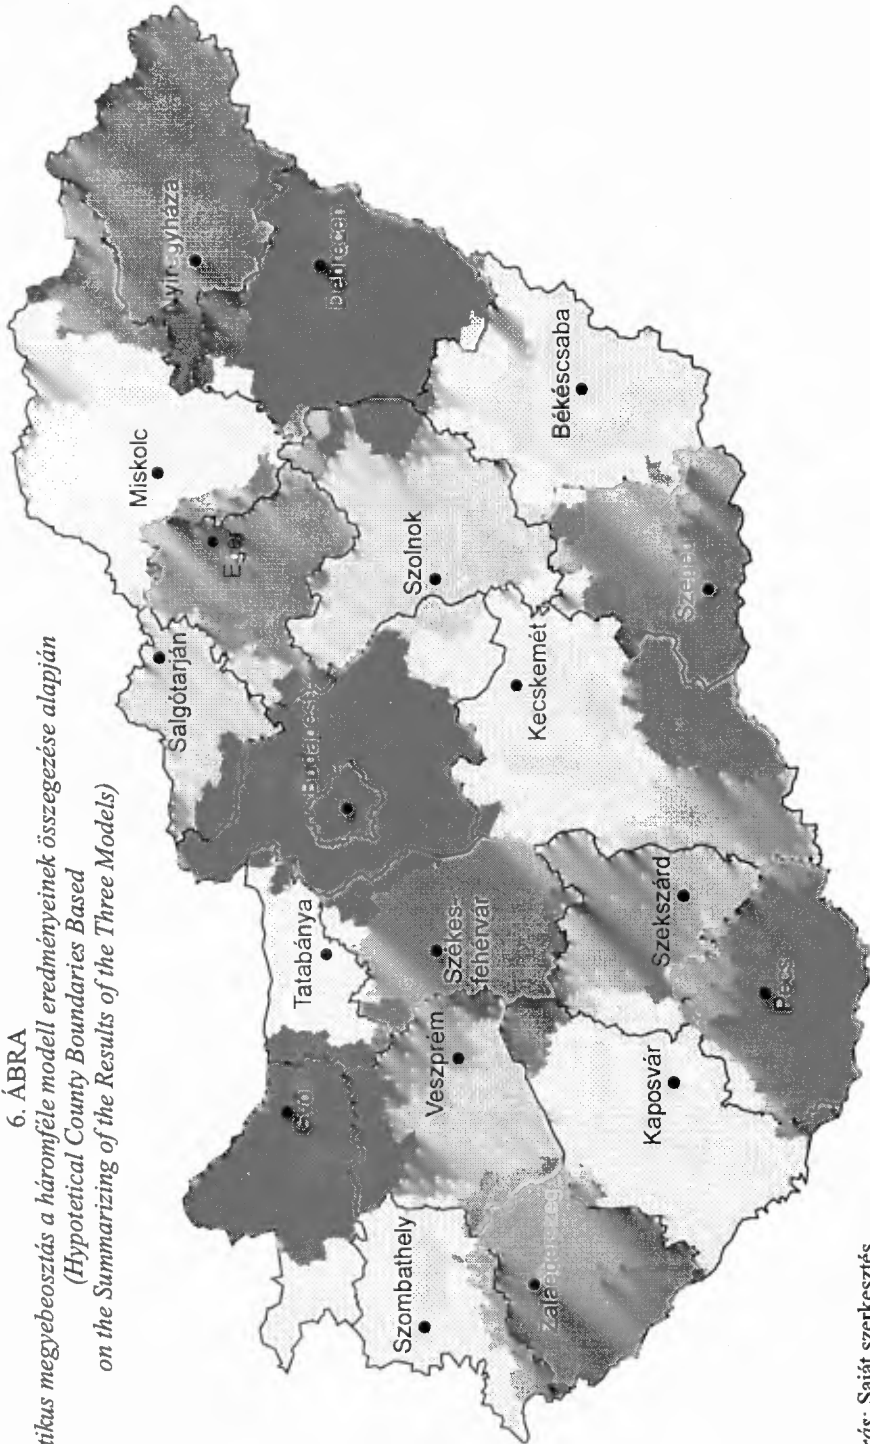 6. ÁBRA
tikus megyebeosztás a háromféle modell eredményeinek összegezése alapján
(Hypotetical County Boundaries Based
on the Summarizing of the Results of the Three Models)
Miskolc
Nyíregyháza
Salgótarján
Eger
Debrecen
Budapest
Szolnok
Győr
Tatabánya
Kecskemét
Békéscsaba
Székes-
fehérvár
Szombathely
Veszprém
Szeged
Szekszárd
Zalaegerszeg
Kaposvár
Pécs
rás: Saját szerkesztés